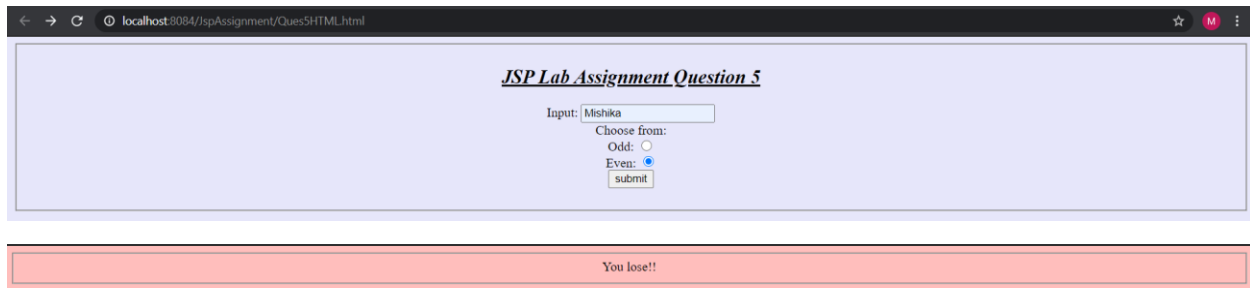 localhost:8084/JspAssignment/Ques5HTML.html
M
JSP Lab Assignment Question 5
Input: Mishika
Choose from:
Odd:
Even:
submit
You lose!!